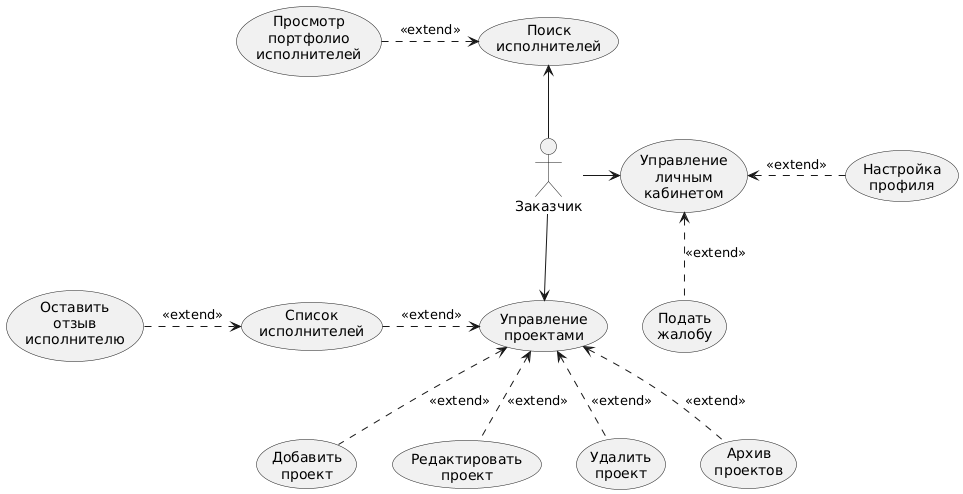 Просмотр
портфолио
исполнителей
«extend»
Поиск
исполнителей
Заказчик
Управление
личным
кабинетом
«extend»
Настройка
профиля
«extend»
Подать
жалобу
Оставить
отзыв
исполнителю
«extend»
Список
исполнителей
«extend»
Управление
проектами
«extend»
«extend»
«extend»
«extend»
Добавить
проект
Редактировать
проект
Удалить
проект
Архив
проектов